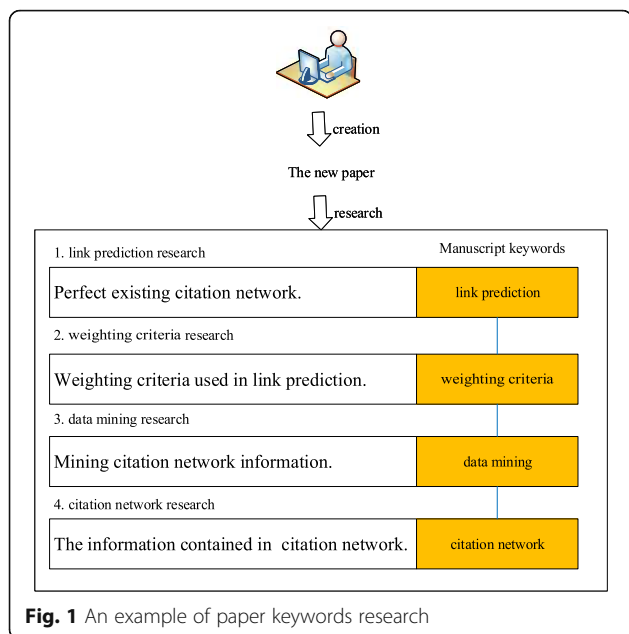 creation
The new paper
research
1. link prediction research
Manuscript keywords
Perfect existing citation network.
link prediction
2. weighting criteria research
Weighting criteria used in link prediction.
weighting criteria
3. data mining research
Mining citation network information.
data mining
4. citation network research
The information contained in citation network.
citation network
Fig. 1 An example of paper keywords research